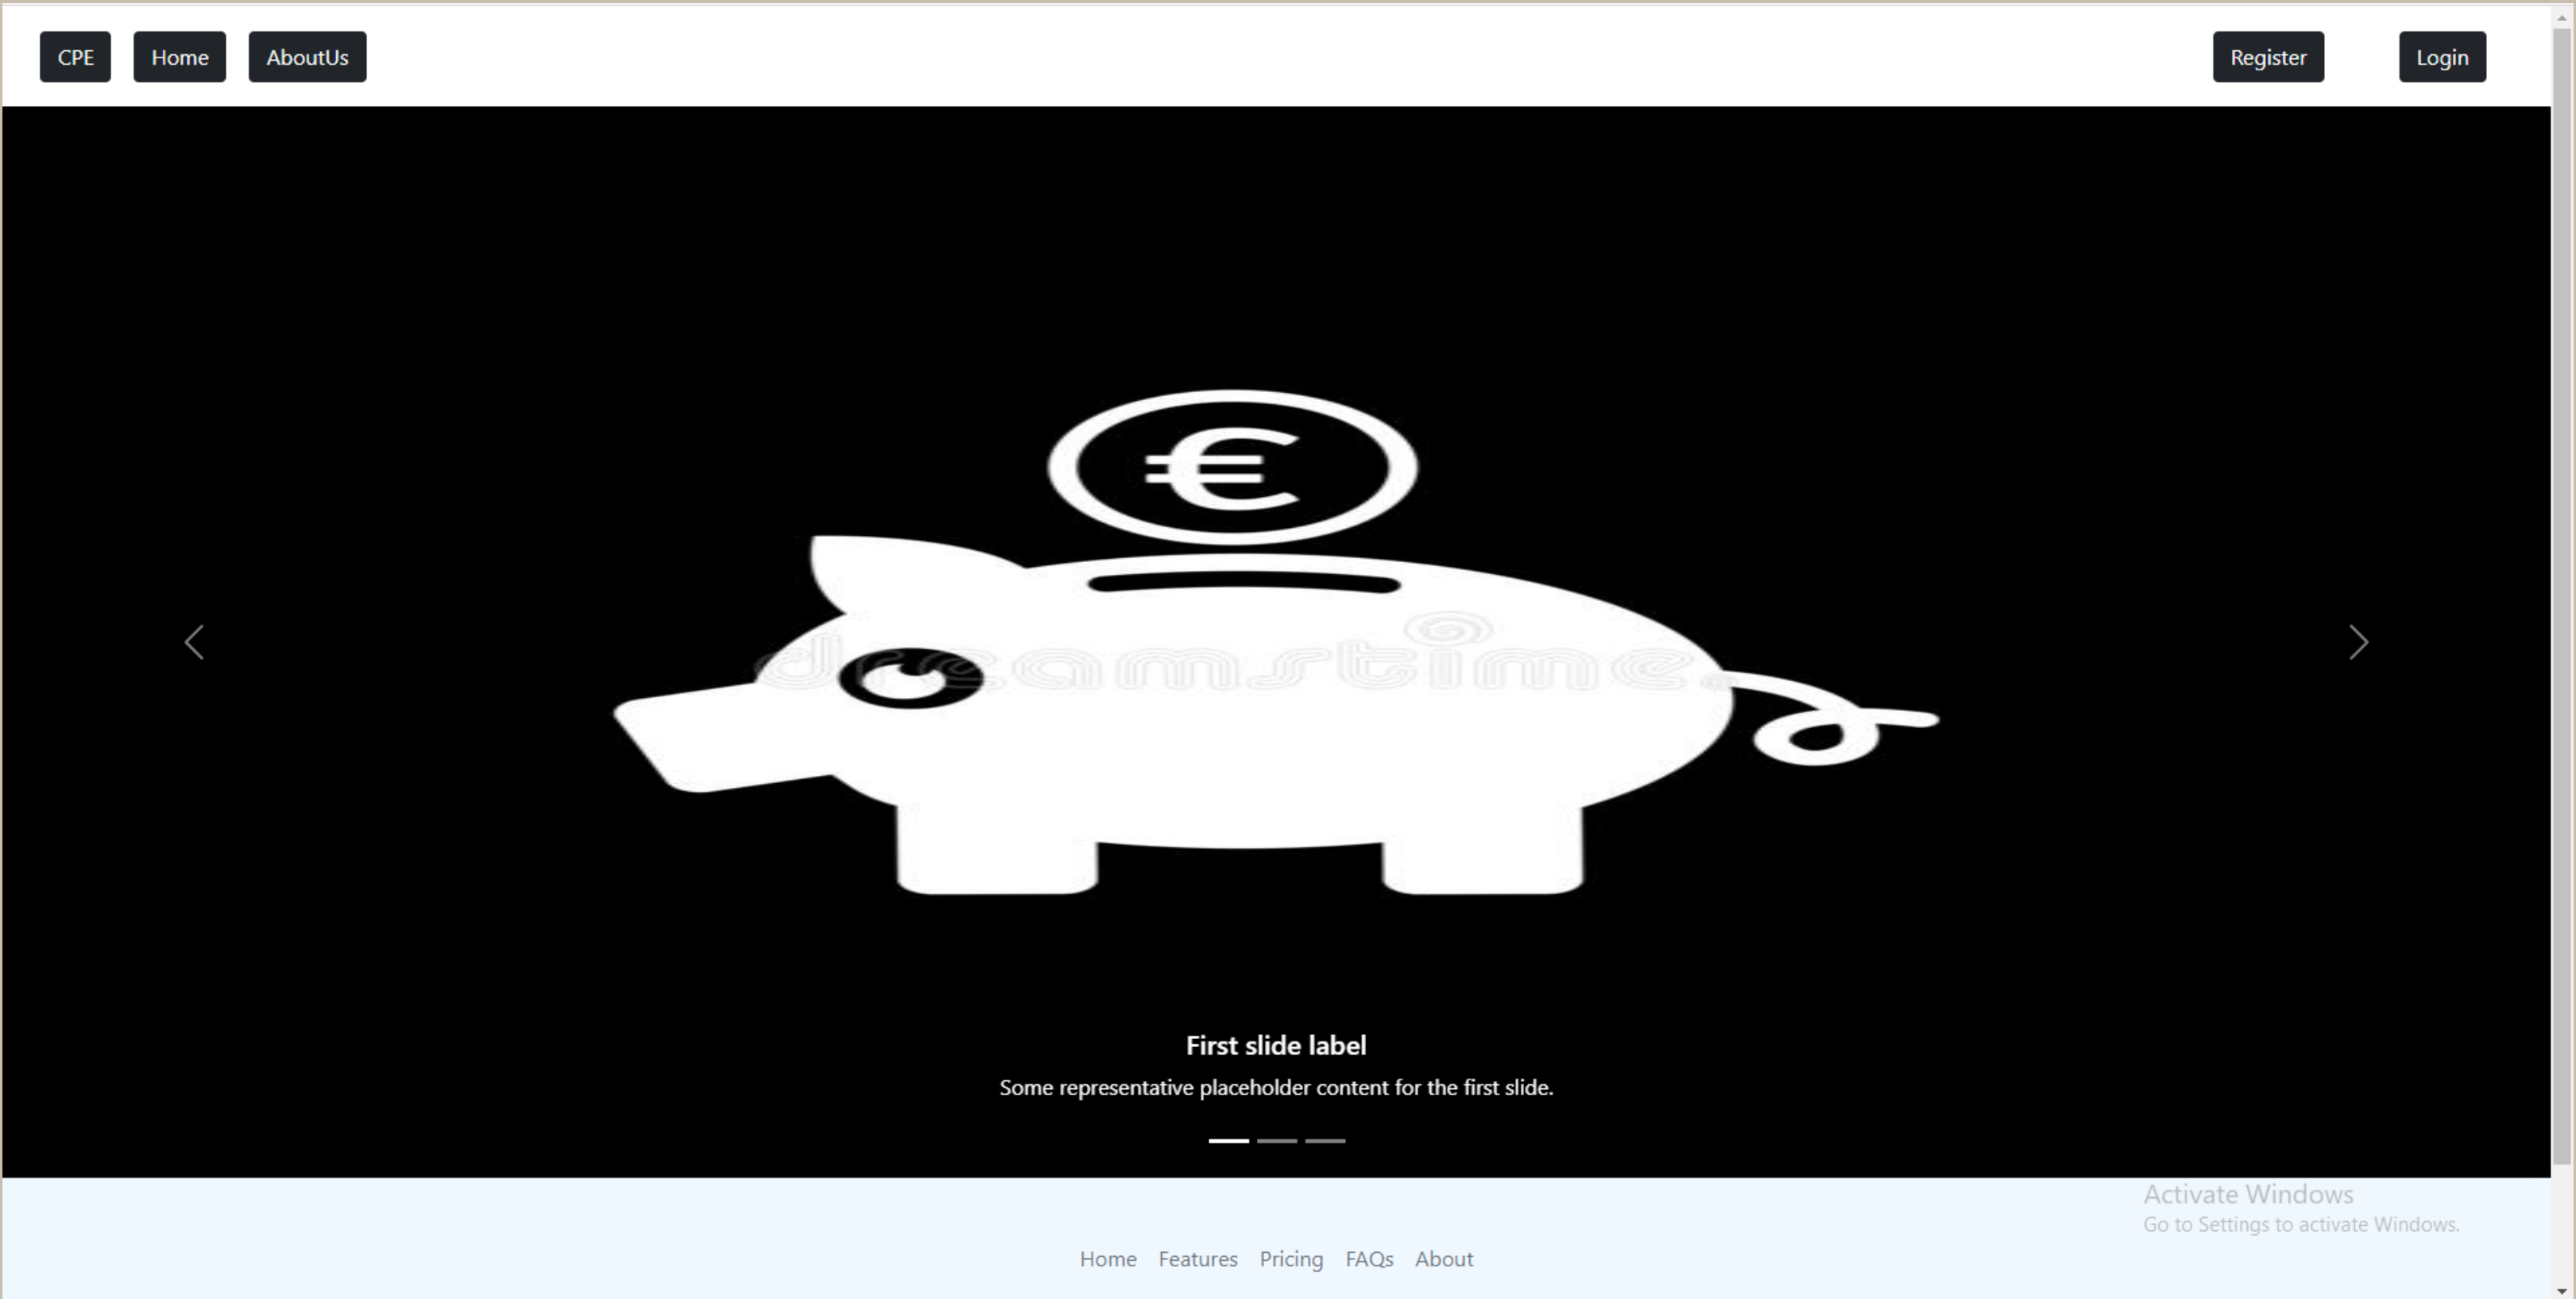 CPE Home AboutUs Register Login
€
dreamstime.
First slide label
Some representative placeholder content for the first slide.
Activate Windows
Go to Settings to activate Windows.
Home Features Pricing FAQs About